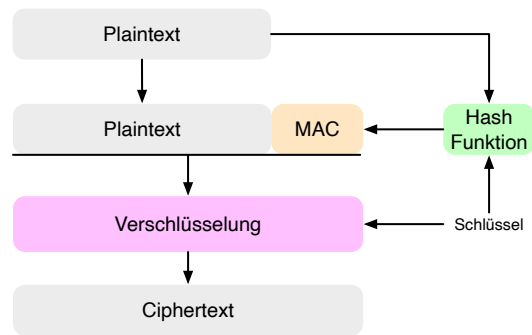 Plaintext
Plaintext
MAC
Hash
Funktion
Verschlüsselung
Schlüssel
Ciphertext